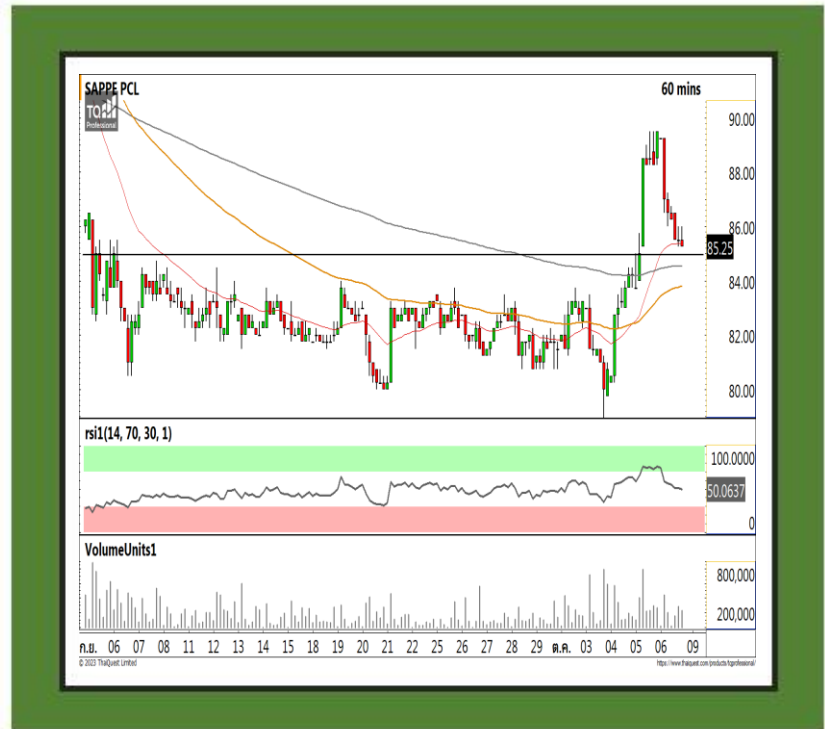 SAPPE PCL
60 mins
TQ
Professional
90.00
88.00
86.00
85.25
84.00
82.00
80.00
rsi1(14, 70, 30, 1)
100.0000
50.0637
0
VolumeUnits1
800,000
200,000
ก.ย. 06 07 08 11 12 13 14 15 18 19 20 21 22 25 26 27 28 29 ต.ค. 03 04 05 06 09
© 2023 ThaiQuest Limited
https://www.thaiquest.com/products/tqprofessional/